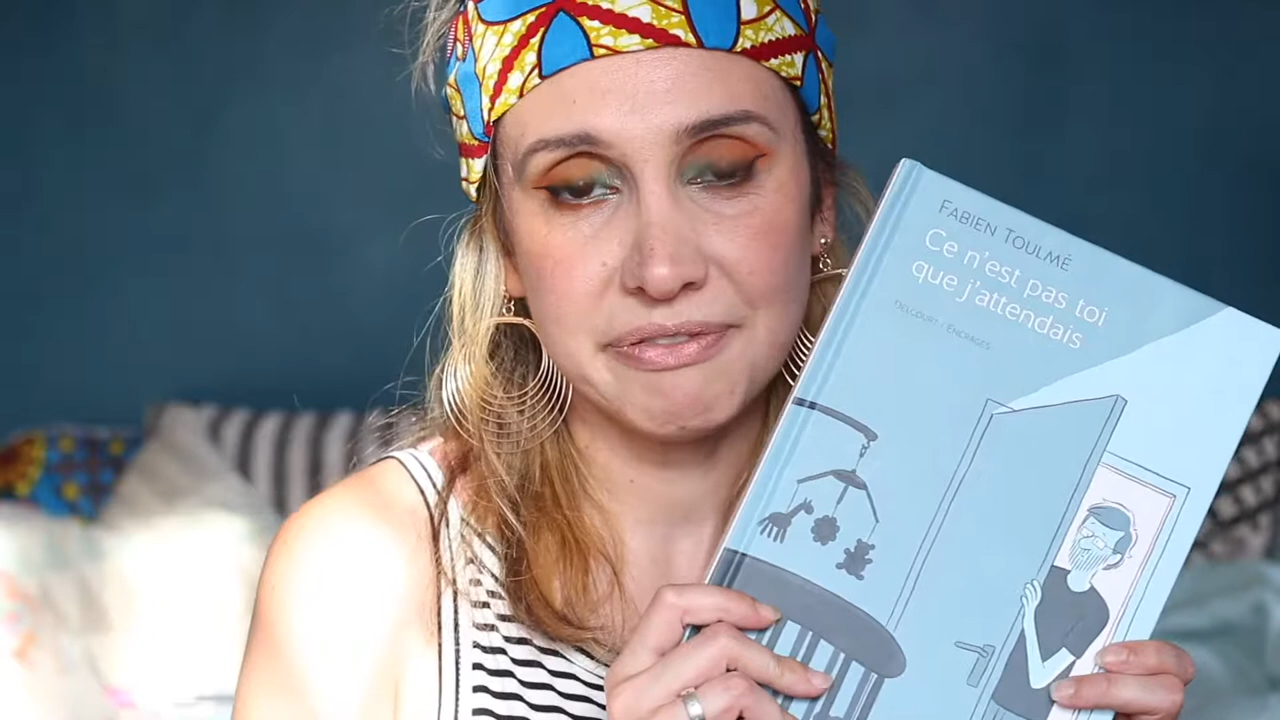 FABIEN TOULMÉ
Ce n'est pas toi
que j'attendais
DELCOURT / ENCRAGES